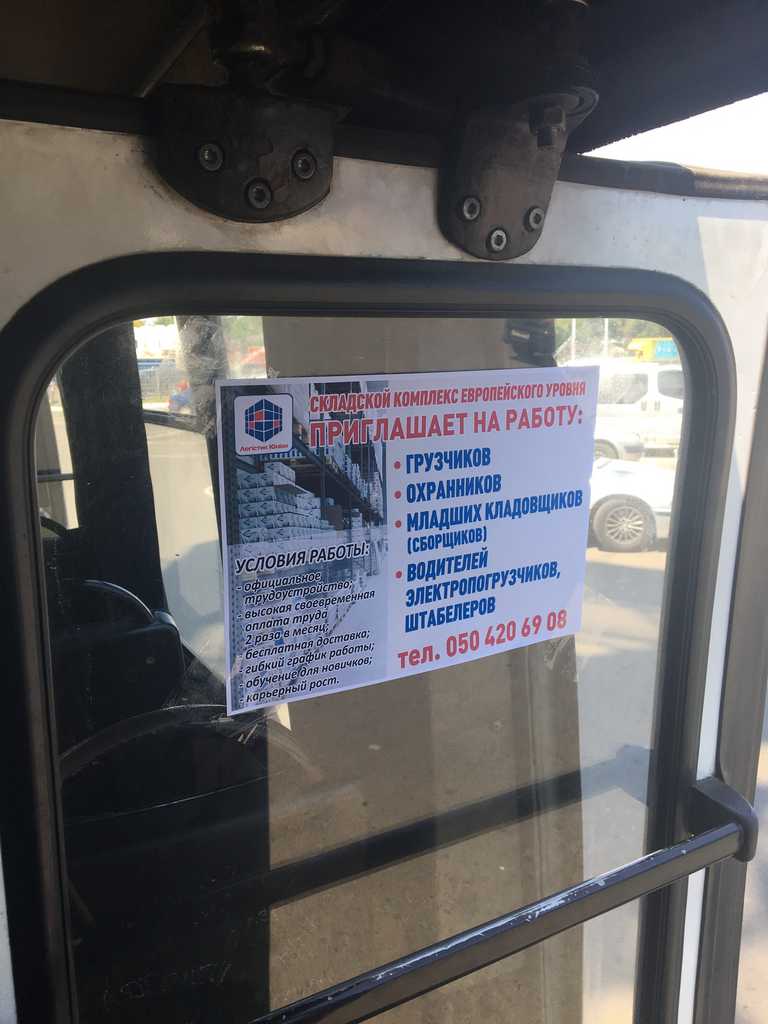 СКЛАДСКОЙ КОМПЛЕКС ЕВРОПЕЙСКОГО УРОВНЯ
ПРИГЛАШАЕТ НА РАБОТУ:
Логістик Юніон
• ГРУЗЧИКОВ
• ОХРАННИКОВ
• МЛАДШИХ КЛАДОВЩИКОВ
(СБОРЩИКОВ)
• ВОДИТЕЛЕЙ
ЭЛЕКТРОПОГРУЗЧИКОВ,
ШТАБЕЛЕРОВ
тел. 050 420 69 08
УСЛОВИЯ РАБОТЫ:
- официальное
трудоустройство;
- высокая своевременная
оплата труда
2 раза в месяц;
- бесплатная доставка;
- гибкий график работы;
- обучение для новичков;
- карьерный рост.